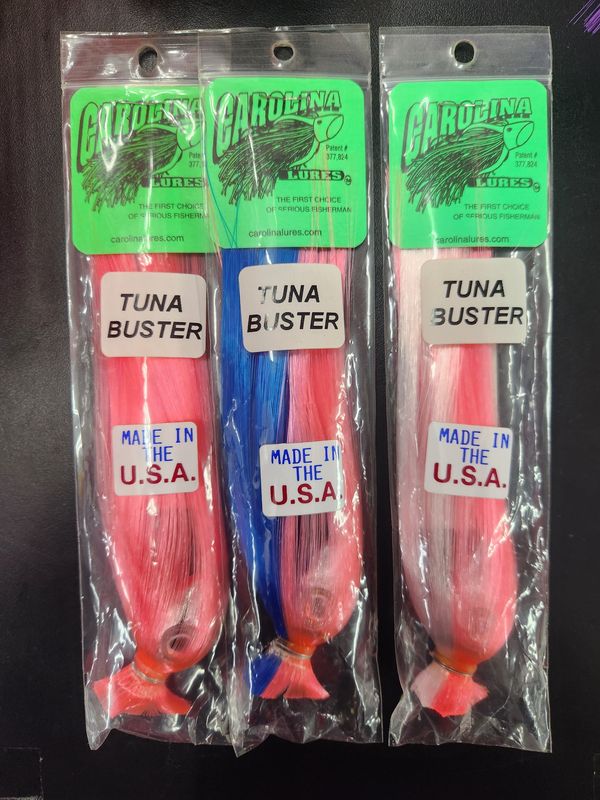 CAROLINA
Patent #
377,824
LURES
THE FIRST CHOICE
OF SERIOUS FISHERMAN
carolinalures.com
TUNA
BUSTER
MADE IN
THE
U.S.A.
CAROLINA
Patent #
377,824
LURES
THE FIRST CHOICE
OF SERIOUS FISHERMAN
carolinalures.com
TUNA
BUSTER
MADE IN
THE
U.S.A.
CAROLINA
Patent #
377,824
LURES
THE FIRST CHOICE
OF SERIOUS FISHERMAN
carolinalures.com
TUNA
BUSTER
MADE IN
THE
U.S.A.